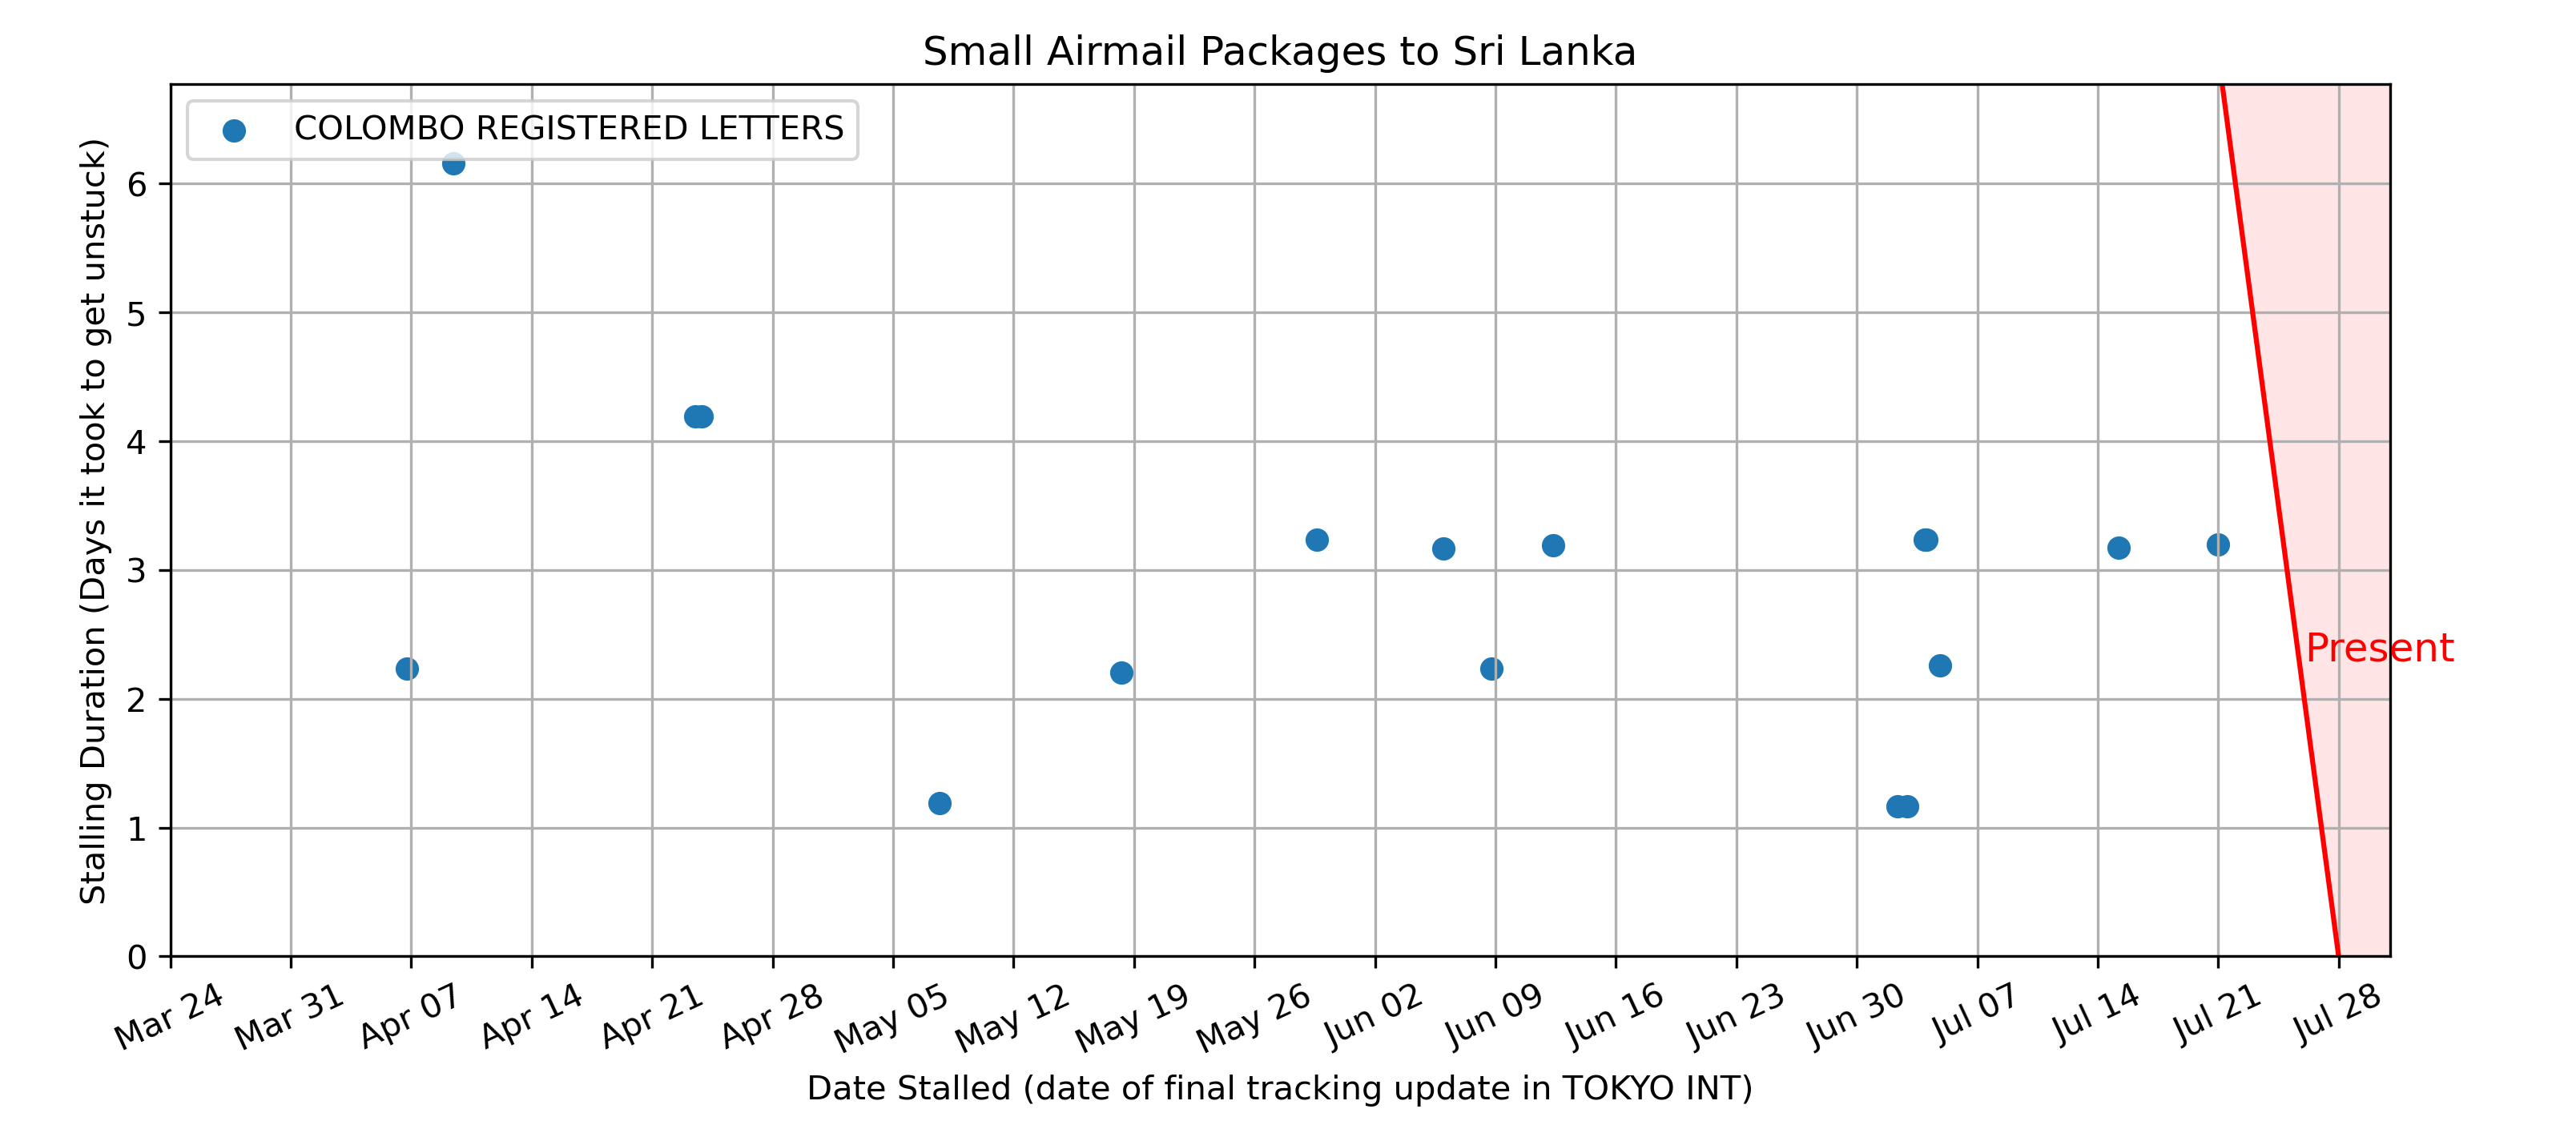 Small Airmail Packages to Sri Lanka
COLOMBO REGISTERED LETTERS
Stalling Duration (Days it took to get unstuck)
6
5
4
3
2
1
0
Present
Mar 24
Mar 31
Apr 07
Apr 14
Apr 21
Apr 28
May 05
May 12
May 19
May 26
Jun 02
Jun 09
Jun 16
Jun 23
Jun 30
Jul 07
Jul 14
Jul 21
Jul 28
Date Stalled (date of final tracking update in TOKYO INT)